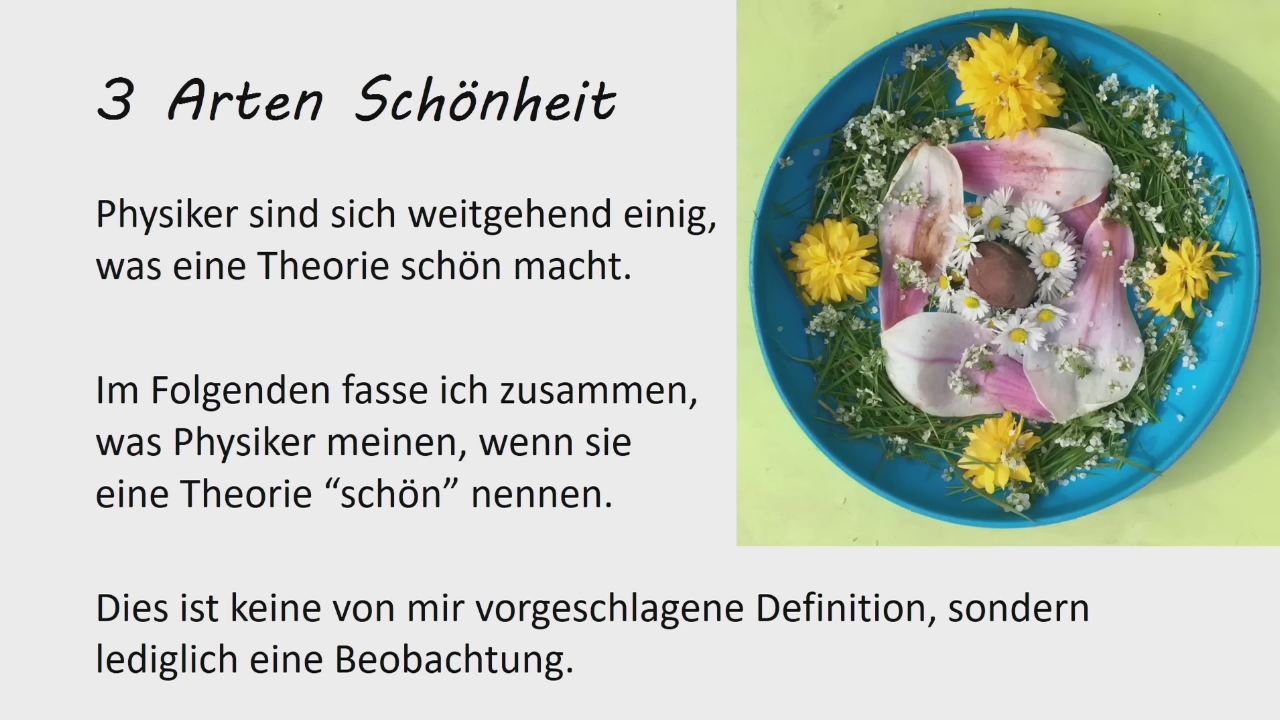 3 Arten Schönheit
Physiker sind sich weitgehend einig,
was eine Theorie schön macht.
Im Folgenden fasse ich zusammen,
was Physiker meinen, wenn sie
eine Theorie “schön” nennen.
Dies ist keine von mir vorgeschlagene Definition, sondern
lediglich eine Beobachtung.